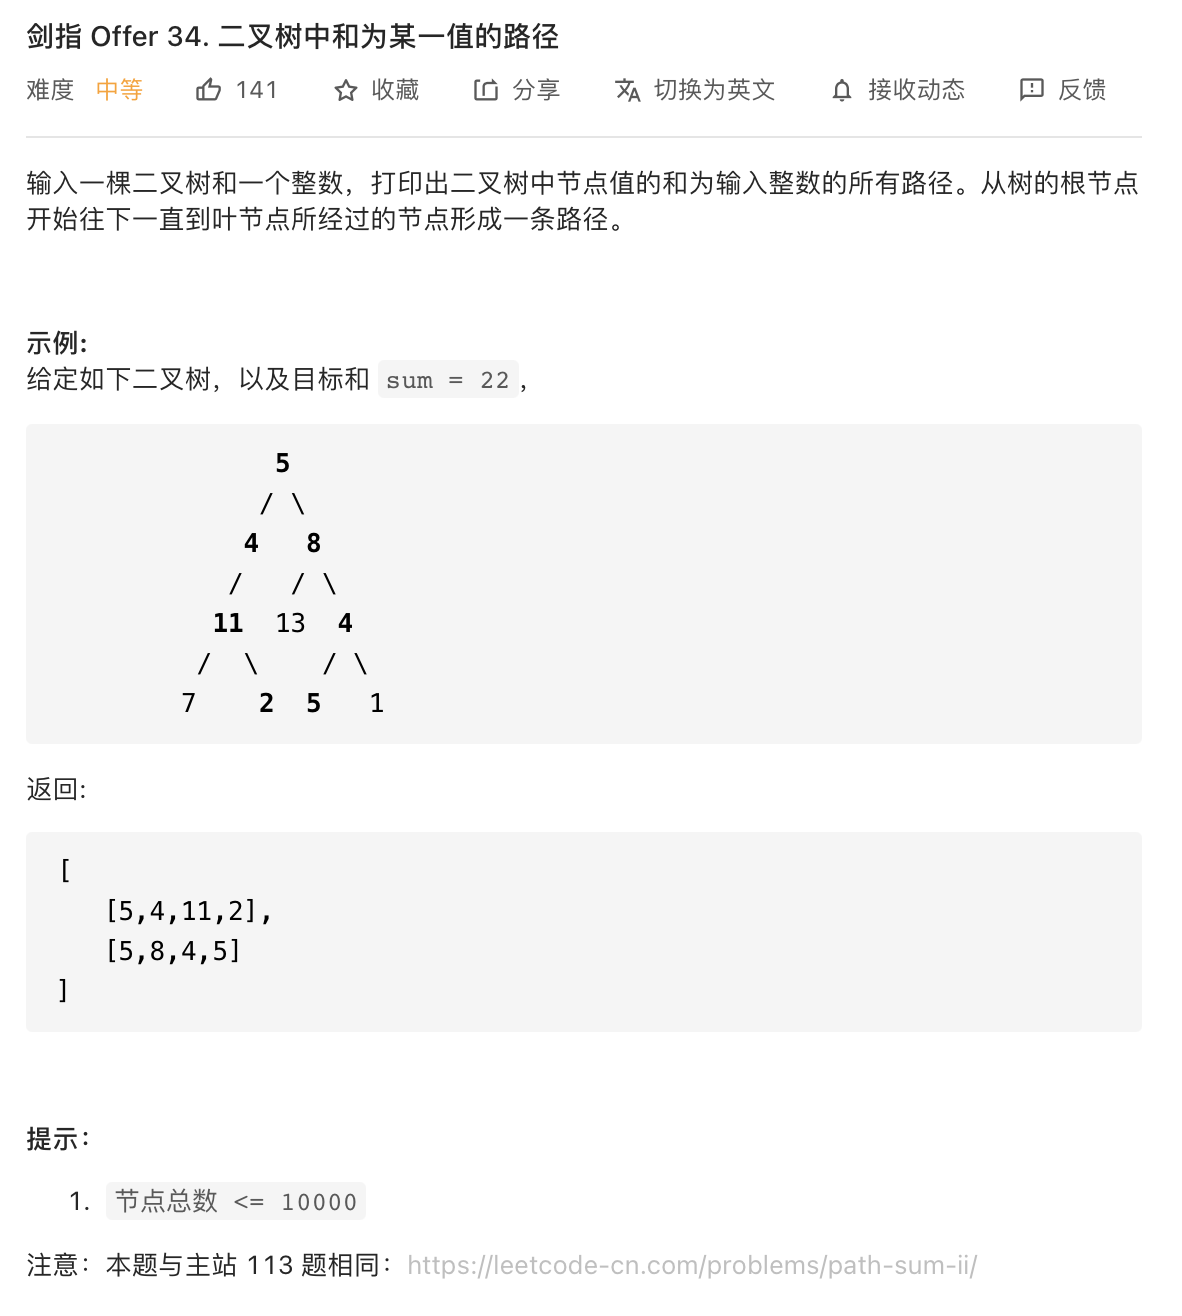 剑指 Offer 34. 二叉树中和为某一值的路径
难度 中等 141 收藏 分享 切换为英文 接收动态 反馈
输入一棵二叉树和一个整数，打印出二叉树中节点值的和为输入整数的所有路径。从树的根节点
开始往下一直到叶节点所经过的节点形成一条路径。
示例:
给定如下二叉树，以及目标和 sum = 22，
5
/ \
4 8
/ / \
11 13 4
/ \ / \
7 2 5 1
返回:
[
[5,4,11,2],
[5,8,4,5]
]
提示：
1. 节点总数 <= 10000
注意：本题与主站 113 题相同：https://leetcode-cn.com/problems/path-sum-ii/